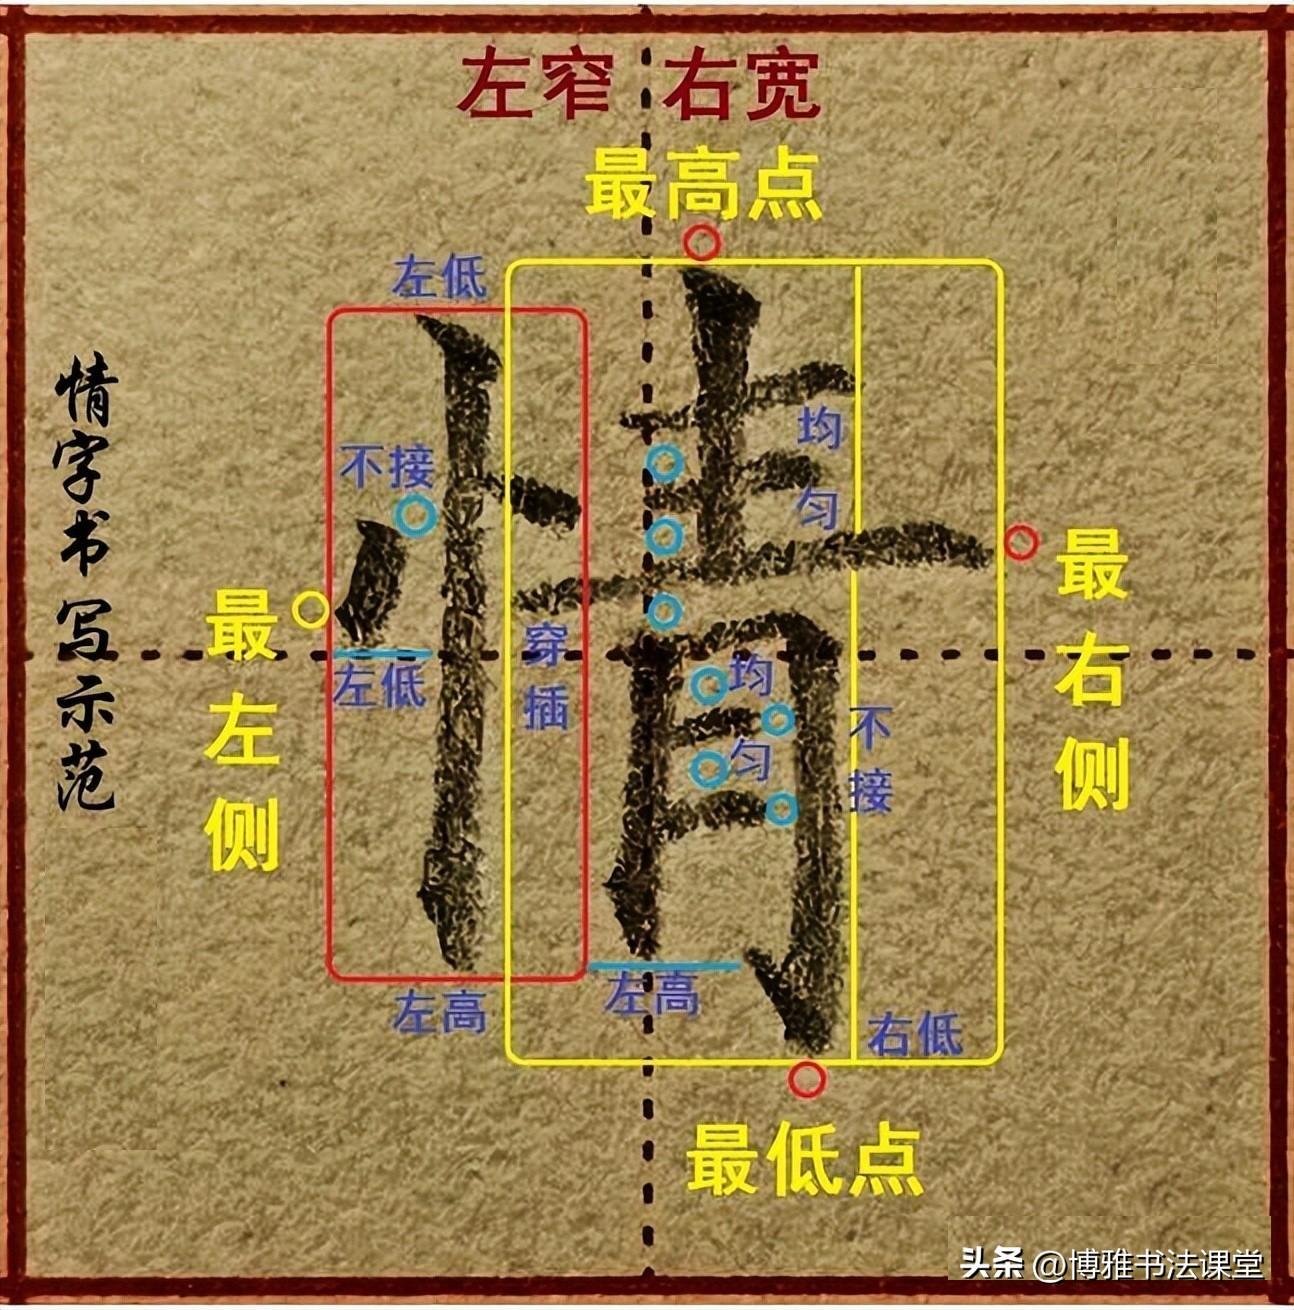 左窄 右宽
最高点
左低
不接
均匀
情
最左侧
左低
穿插
均匀
不接
最右侧
左高
左高
右低
最低点
情字书写示范
头条 @博雅书法课堂